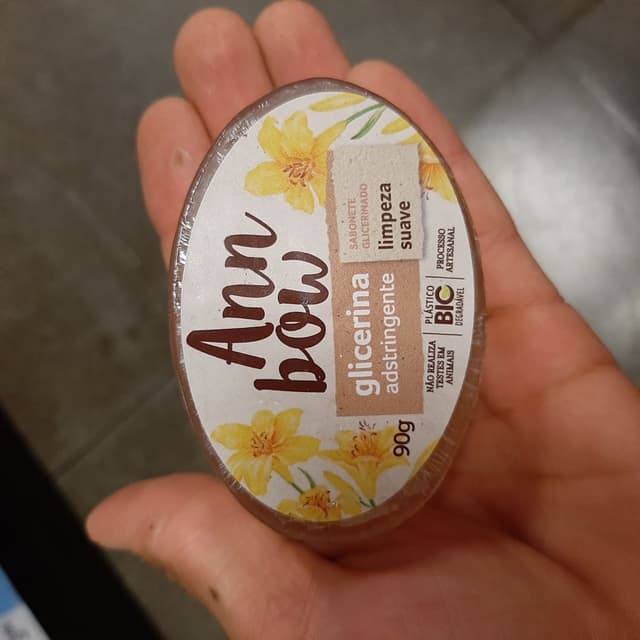 Ann
bow
SABONETE
GLICERINADO
limpeza
suave
glicerina
adstringente
NÃO REALIZA
TESTES EM
ANIMAIS
PLÁSTICO
BIO
DEGRADÁVEL
PROCESSO
ARTESANAL
90g